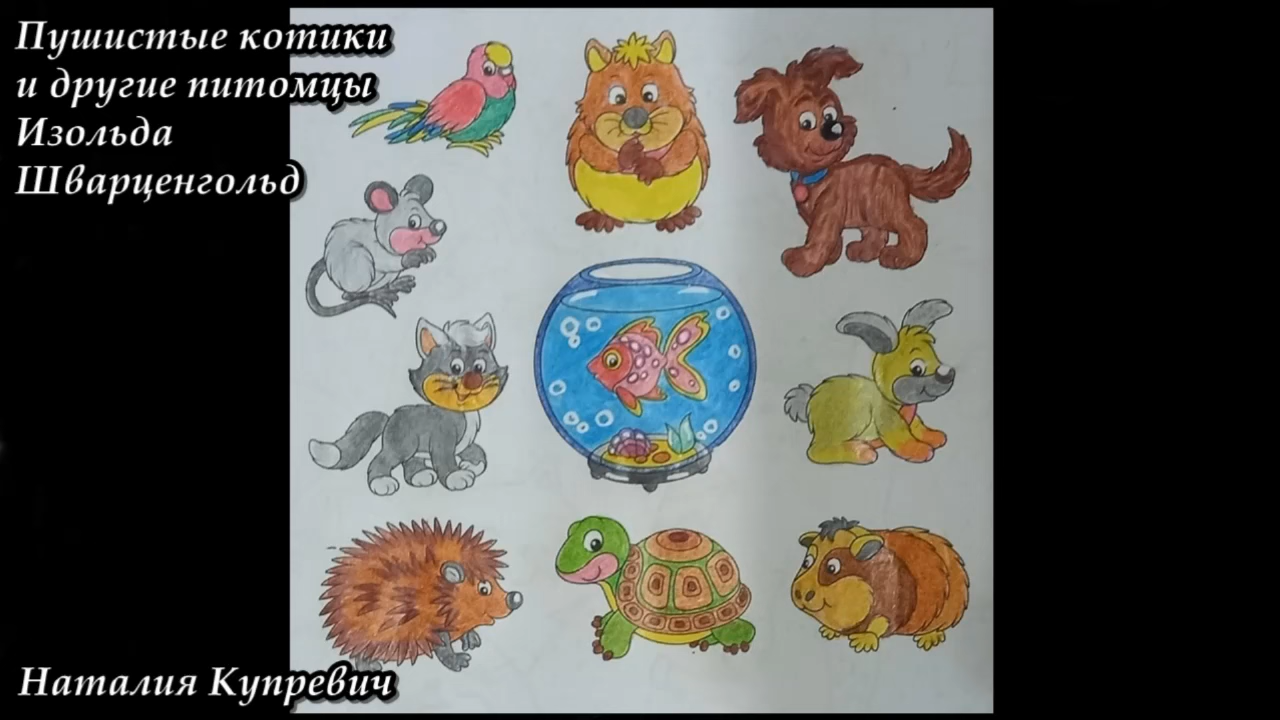 Пушистые котики
и другие питомцы
Изольда
Шварценгольд
Наталия Купревич